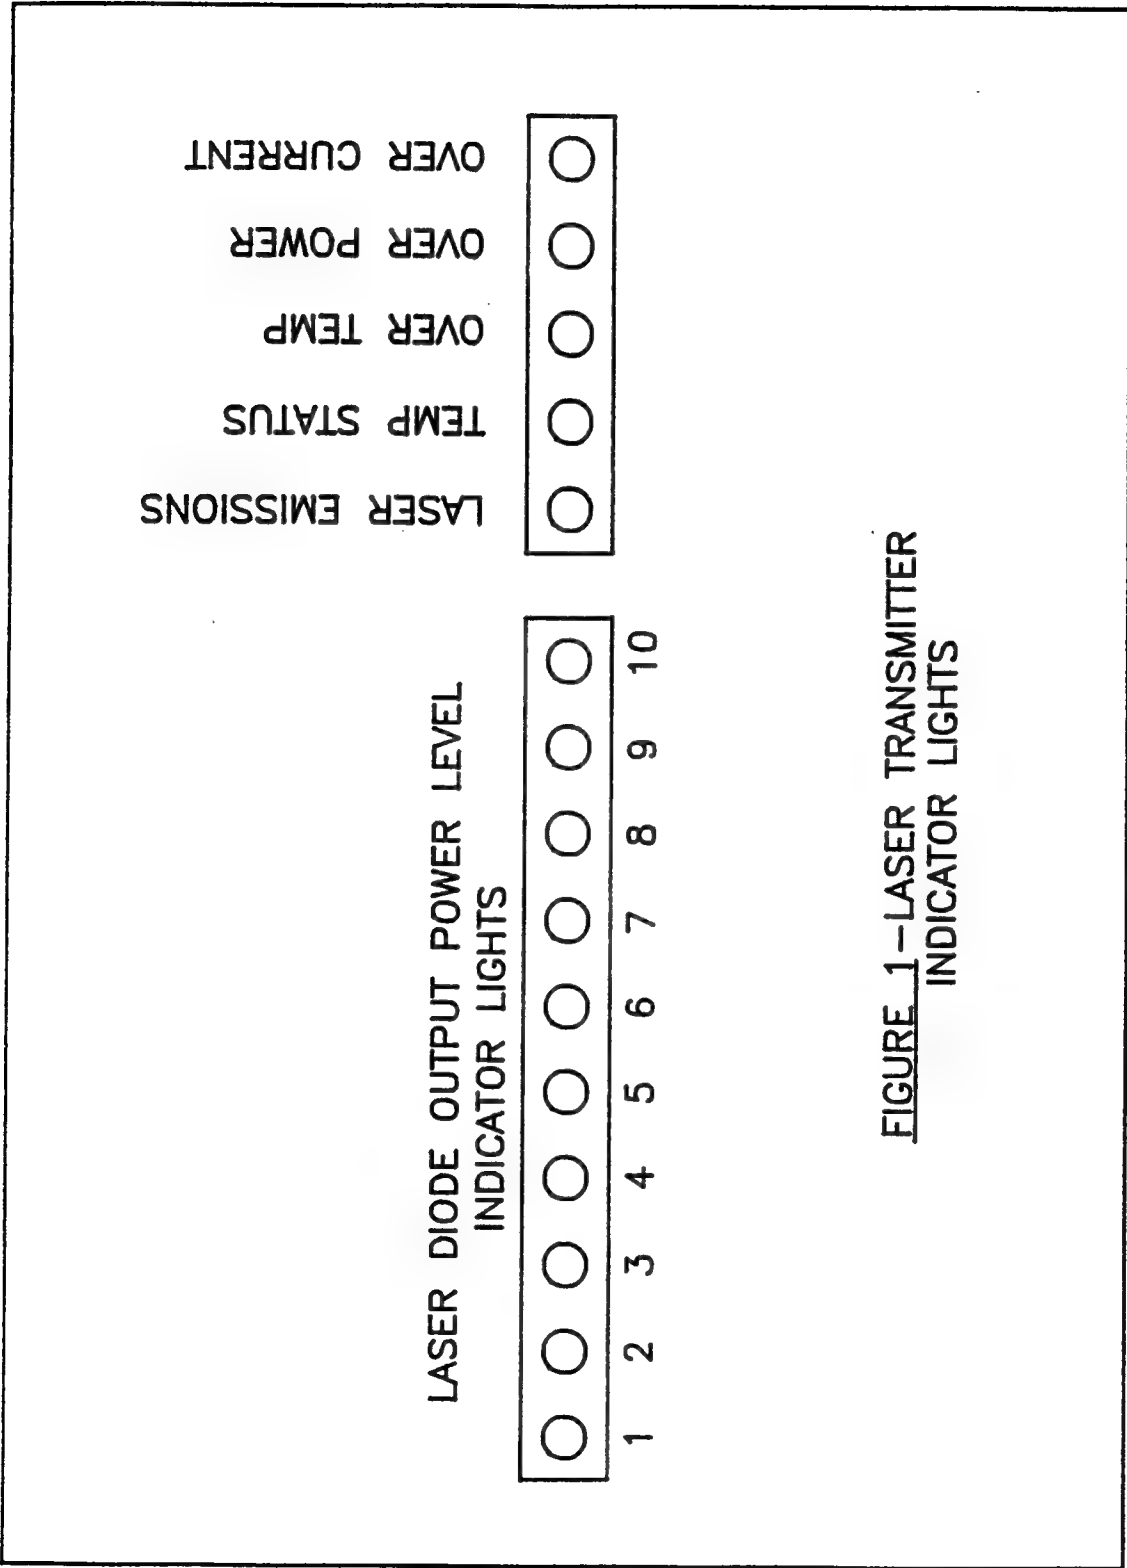 LASER DIODE OUTPUT POWER LEVEL
INDICATOR LIGHTS
1 2 3 4 5 6 7 8 9 10
LASER EMISSIONS
TEMP STATUS
OVER TEMP
OVER POWER
OVER CURRENT
FIGURE 1-LASER TRANSMITTER
INDICATOR LIGHTS